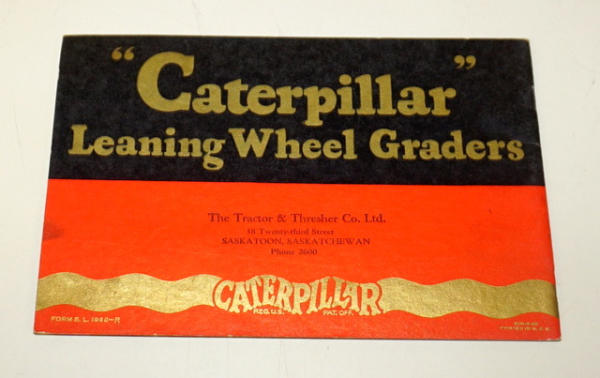 "Caterpillar"
Leaning Wheel Graders
The Tractor & Thresher Co. Ltd.
18 Twenty-third Street
SASKATOON, SASKATCHEWAN
Phone 2600
CATERPILLAR
REG. U.S. PAT. OFF.